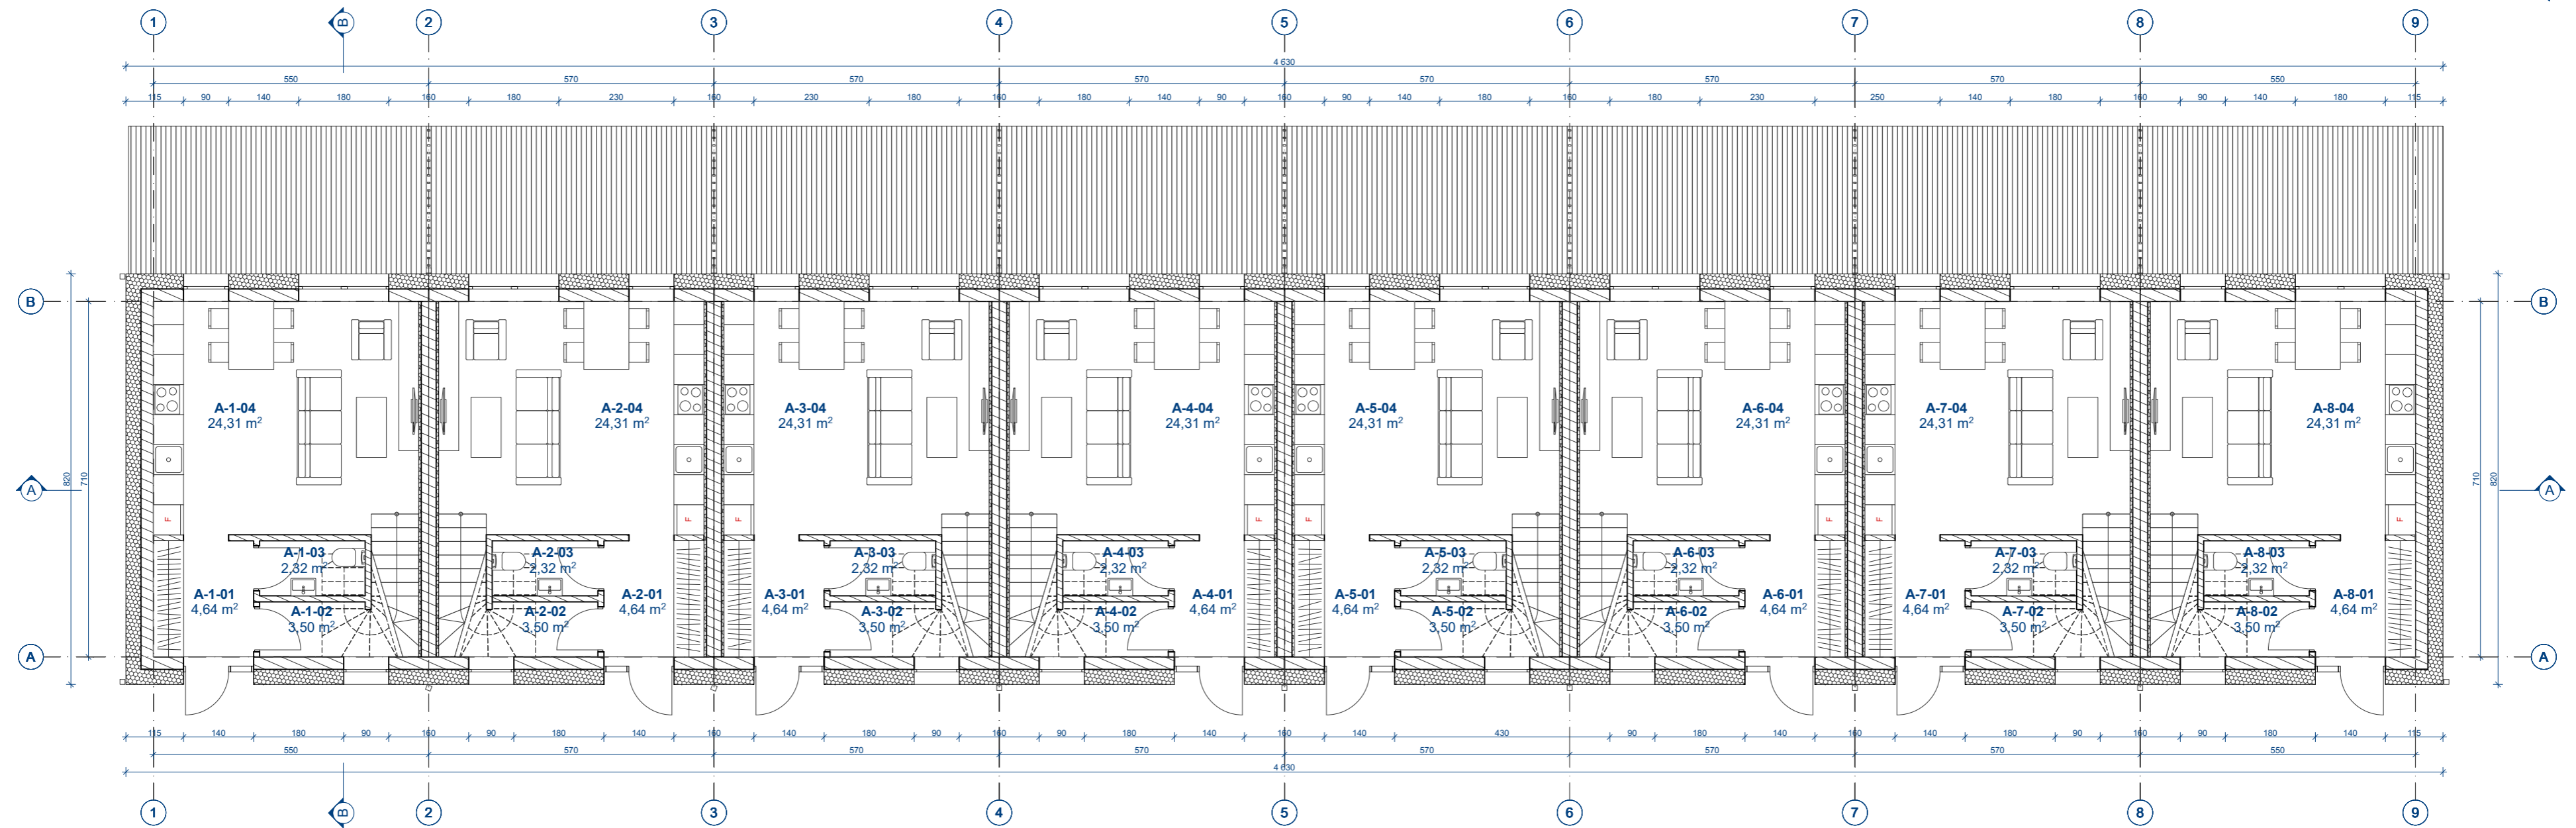 1 B 2 3 4 5 6 7 8 9
4 630
550 570 570 570 570 570 570 550
115 90 140 180 160 180 230 160 230 180 160 180 140 90 160 90 140 180 160 180 230 160 250 140 180 160 90 140 180 115
B B
A-1-04 A-2-04 A-3-04 A-4-04 A-5-04 A-6-04 A-7-04 A-8-04
24,31 m² 24,31 m² 24,31 m² 24,31 m² 24,31 m² 24,31 m² 24,31 m² 24,31 m²
A 820 710 710 820 A
F F F F F F F F
A-1-03 A-2-03 A-3-03 A-4-03 A-5-03 A-6-03 A-7-03 A-8-03
2,32 m² 2,32 m² 2,32 m² 2,32 m² 2,32 m² 2,32 m² 2,32 m² 2,32 m²
A-1-01 A-2-01 A-3-01 A-4-01 A-5-01 A-6-01 A-7-01 A-8-01
4,64 m² 4,64 m² 4,64 m² 4,64 m² 4,64 m² 4,64 m² 4,64 m² 4,64 m²
A-1-02 A-2-02 A-3-02 A-4-02 A-5-02 A-6-02 A-7-02 A-8-02
3,50 m² 3,50 m² 3,50 m² 3,50 m² 3,50 m² 3,50 m² 3,50 m² 3,50 m²
A A
115 140 180 90 160 90 180 140 160 140 180 90 160 90 180 140 160 140 430 90 180 140 160 140 180 90 160 90 180 140 115
550 570 570 570 570 570 570 550
4 630
1 B 2 3 4 5 6 7 8 9